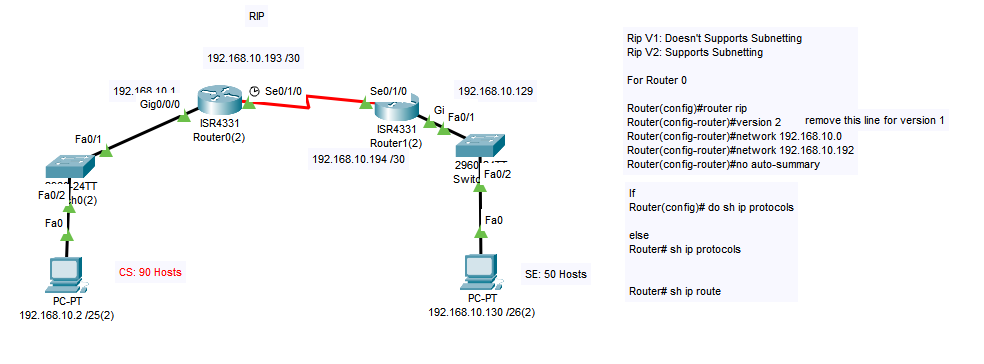 RIP
192.168.10.193 /30
192.168.10.1
Gig0/0/0
Se0/1/0
Se0/1/0
192.168.10.129
ISR4331
Router0(2)
Gi
Fa0/1
ISR4331
Router1(2)
Fa0/1
192.168.10.194 /30
-24TT
Fa0/2
h0(2)
Fa0
2960-24TT
Switc
Fa0/2
Fa0
CS: 90 Hosts
SE: 50 Hosts
PC-PT
192.168.10.2 /25(2)
PC-PT
192.168.10.130 /26(2)
Rip V1: Doesn't Supports Subnetting
Rip V2: Supports Subnetting
For Router 0
Router(config)#router rip
Router(config-router)#version 2
remove this line for version 1
Router(config-router)#network 192.168.10.0
Router(config-router)#network 192.168.10.192
Router(config-router)#no auto-summary
If
Router(config)# do sh ip protocols
else
Router# sh ip protocols
Router# sh ip route